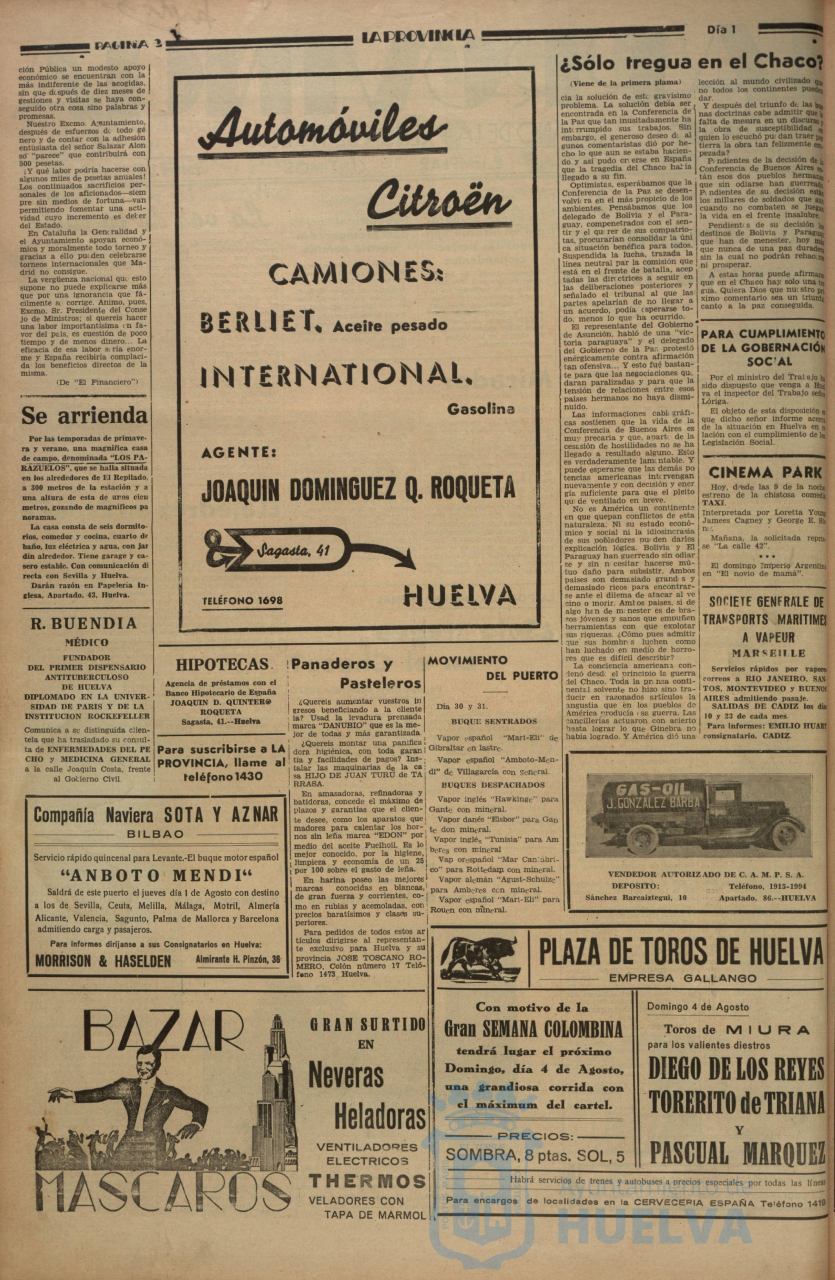 PAGINA 2
LA PROVINCIA
Día 1
ción Pública un modesto apoyo
económico se encuentran con la
más indiferente de las acogidas,
sin que después de diez meses de
gestiones y visitas se haya con-
seguido otra cosa sino palabras y
promesas.
Nuestro Excmo. Ayuntamiento,
después de esfuerzos de todo gé
nero y de contar con la adhesión
entusiasta del señor Salazar Alon
so "parece" que contribuirá con
500 pesetas.
¡Y qué labor podría hacerse con
algunos miles de pesetas anuales!
Los continuados sacrificios perso-
nales de los aficionados—siem
pre sin medios de fortuna—van
permitiendo fomentar una acti-
vidad cuyo incremento es deber
del Estado.
En Cataluña la Generalidad y
el Ayuntamiento apoyan económi-
ca y moralmente todo torneo y
gracias a ello pueden celebrarse
torneos internacionales que Ma-
drid no consigue.
La vergüenza nacional que esto
supone no puede explicarse más
que por una ignorancia que fá-
cilmente se corrige. Animo, pues,
Excmo. Sr. Presidente del Conse
jo de Ministros; si quereis hacer
una labor importantísima en fa-
vor del país, es cuestión de poco
tiempo y de menos dinero... La
eficacia de esa labor sería enor-
me y España recibiría complaci-
da los beneficios directos de la
misma.
(De "El Financiero")
Se arrienda
Por las temporadas de primave-
ra y verano, una magnífica casa
de campo, denominada "LOS PA-
RAZUELOS", que se halla situada
en los alrededores de El Repilado,
a 300 metros de la estación y a
una altura de esta de unos cien
metros, gozando de magníficos pa
noramas.
La casa consta de seis dormito-
rios, comedor y cocina, cuarto de
baño, luz eléctrica y agua, con jar
dín alrededor. Tiene garage y ca-
sero estable. Con comunicación di
recta con Sevilla y Huelva.
Darán razón en Papelería In-
glesa, Apartado. 43. Huelva.
R. BUENDIA
MÉDICO
FUNDADOR
DEL PRIMER DISPENSARIO
ANTITUBERCULOSO
DE HUELVA
DIPLOMADO EN LA UNIVER-
SIDAD DE PARIS Y DE LA
INSTITUCION ROCKEFELLER
Comunica a su distinguida clien-
tela que ha trasladado su consul-
ta de ENFERMEDADES DEL PE
CHO y MEDICINA GENERAL
a la calle Joaquín Costa, frente
al Gobierno Civil.
Automóviles
Citroën
CAMIONES:
BERLIET. Aceite pesado
INTERNATIONAL.
Gasolina
AGENTE:
JOAQUIN DOMINGUEZ Q. ROQUETA
Sagasta, 41
TELÉFONO 1698
HUELVA
HIPOTECAS
Agencia de préstamos con el
Banco Hipotecario de España
JOAQUIN D. QUINTERO
ROQUETA
Sagasta, 41.--Huelva
Para suscribirse a LA
PROVINCIA, llame al
teléfono 1430
Panaderos y
Pasteleros
¿Quereis aumentar vuestros in
gresos beneficiando a la cliente
la? Usad la levadura prensada
marca "DANUBIO" que es la me-
jor de todas y más garantizada
¿Quereis montar una panifica
dora higiénica, con toda garan
tía y facilidades de pagos? Ins-
talar las maquinarias de la ca
sa HIJO DE JUAN TURU de TA
RRASA.
En amasadoras, refinadoras y
batidoras, concede el máximo de
plazos y garantías que el clien-
te desee, como los aparatos que
madores para calentar los hor-
nos sin leña marca "EDON" por
medio del aceite Fuelhoil. Es lo
mejor conocido, por la higiene,
limpieza y economía de un 25
por 100 sobre el gasto de leña.
En harina poseo las mejores
marcas conocidas en blancas,
de gran fuerza y corrientes, co-
mo en rubias y acemoladas, con
precios baratísimos y clases su-
periores.
Para pedidos de todos estos ar
tículos dirigirse al representan-
te exclusivo para Huelva y su
provincia JOSE TOSCANO RO-
MERO, Colón número 17 Telé-
fono 1473 Huelva.
MOVIMIENTO
DEL PUERTO
Día 30 y 31.
BUQUE SENTRADOS
Vapor español "Mari-Eli" de
Gibraltar en lastre.
Vapor español "Amboto-Men-
di" de Villagarcía con general.
BUQUES DESPACHADOS
Vapor inglés "Hawkinge" para
Gante con mineral.
Vapor danés "Elsbor" para Gan
te don mineral.
Vapor inglé, "Tunisia" para Am
beres con mineral
Vap orespañol "Mar Cantábri-
co" para Rotterdam con mineral.
Vapor alemán "Agust-Schulze"
para Amberes con mineral.
Vapor español "Mari-Eli" para
Rouen con mineral.
¿Sólo tregua en el Chaco?
(Viene de la primera plama)
cia la solución de este gravísimo
problema. La solución debía ser
encontrada en la Conferencia de
la Paz que tan inusitadamente ha
interrumpido sus trabajos. Sin
embargo, el generoso deseo de al
gunos comentaristas dió por he-
cho lo que aun se estaba hacien-
do y así pudo creerse en España
que la tragedia del Chaco había
llegado a su fin.
Optimistas, esperábamos que la
Conferencia de la Paz se desen-
volviera en el más propicio de los
ambientes. Pensábamos que los
delegado de Bolivia y el Para-
guay, compenetrados con el sen-
tir y el querer de sus compatrio-
tas, procurarían consolidar la úni
ca situación benéfica para todos.
Suspendida la lucha, trazada la
línea neutral por la comisión que
está en el frente de batalla, acep
tadas las directrices a seguir en
las deliberaciones posteriores y
señalado el tribunal al que las
partes apelarían de no llegar a
un acuerdo, podía esperarse to-
do, menos lo que ha ocurrido.
El representante del Gobierno
de Asunción, habló de una "vic-
toria paraguaya" y el delegado
del Gobierno de la Paz protestó
enérgicamente contra afirmación
tan ofensiva... Y esto fué bastan-
te para que las negociaciones que
daran paralizadas y para que la
tensión de relaciones entre esos
países hermanos no haya dismi-
nuido.
Las informaciones cablegráfi-
cas sostienen que la vida de la
Conferencia de Buenos Aires es
muy precaria y que, aparte de la
cesación de hostilidades no se ha
llegado a resultado alguno. Esto
es verdaderamente lamentable. Y
puede esperarse que las demás po
tencias americanas intervengan
nuevamente y con decisión y ener
gía suficiente para que el pleito
quede ventilado en breve.
No es América un continente
en que quepan conflictos de esta
naturaleza. Ni su estado económi-
co y social ni la idiosincrasia
de sus pobladores pueden darles
explicación lógica. Bolivia y El
Paraguay han guerreado sin odiar
se y sin necesitar hacerse mú-
tuo daño para subsistir. Ambos
países son demasiado grandes y
demasiado ricos para encontrar-
se ante el dilema de atacar al ve
cino o morir. Ambos países, si de
algo han de menester es de bra-
zos jóvenes y sanos que empuñen
herramientas con que explotar
sus riquezas. ¿Cómo pues admitir
que sus hombres luchen como
han luchado en medio de horro-
res que es difícil describir?
La conciencia americana con-
tendió desde el principio la guerra
del Chaco. Toda la prensa conti-
nental solvente no hizo sino tra-
ducir en razonados artículos la
angustia que en los pueblos de
América producía esa guerra. Las
cancillerías actuaron con acierto
hasta lograr lo que Ginebra no
había logrado. Y América dió una
lección al mundo civilizado que
no todos los continentes pueden
dar.
Y después del triunfo de las bue
nas doctrinas cabe admitir que la
falta de mesura en un discurso y
la obra de susceptibilidad en
quien lo escuchó puedan traer por
tierra la obra tan felizmente em-
pezada?
Pendientes de la decisión de la
Conferencia de Buenos Aires es-
tán esos dos pueblos hermanos
que sin odiarse han guerreado.
Pendientes de su decisión están
los millares de soldados que aun
cuando no combaten se juegan
la vida en el frente insalubre.
Pendientes de su decisión los
destinos de Bolivia y Paraguay
que han de menester, hoy más
que nunca de una paz duradera
sin la cual no podrán rehacerse
ni prosperar.
A estas horas puede afirmarse
que en el Chaco hay solo una tre
gua. Quiera Dios que nuestro pró
ximo comentario sea un triunfal
canto a la paz conseguida.
PARA CUMPLIMIENTO
DE LA GOBERNACIÓN
SOCIAL
Por el ministro del Trabajo ha
sido dispuesto que venga a Huel
va el inspector del Trabajo señor
Lóriga.
El objeto de esta disposición es
que dicho señor informe acerca
de la situación en Huelva en re
lación con el cumplimiento de la
Legislación Social.
CINEMA PARK
Hoy, desde las 9 de la noche
estreno de la chistosa comedia
TAXI.
Interpretada por Loretta Young
Jamees Cagney y George E.
Mañana, la solicitada repri
se "La calle 42".
***
El domingo Imperio Argentina
en "El novio de mamá".
SOCIETE GENERALE DE
TRANSPORTS MARITIMES
A VAPEUR
MARSEILLE
Servicios rápidos por vapores
correos a RIO JANEIRO, SAN-
TOS, MONTEVIDEO y BUENOS
AIRES admitiendo pasaje.
SALIDAS DE CADIZ los días
10 y 23 de cada mes
Para informes: EMILIO HUART
consignatario. CADIZ.
GAS-OIL
J. GONZALEZ BARBA
VENDEDOR AUTORIZADO DE C. A. M. P. S. A.
DEPOSITO:
Teléfono, 1915-1994
Sánchez Barcaiztegui, 10
Apartado, 86.--HUELVA
Compañía Naviera SOTA Y AZNAR
BILBAO
Servicio rápido quincenal para Levante.-El buque motor español
"ANBOTO MENDI"
Saldrá de este puerto el jueves día 1 de Agosto con destino
a los de Sevilla, Ceuta, Melilla, Málaga, Motril, Almería
Alicante, Valencia, Sagunto, Palma de Mallorca y Barcelona
admitiendo carga y pasajeros.
Para informes diríjanse a sus Consignatarios en Huelva:
MORRISON & HASELDEN
Almirante H. Pinzón, 36
BAZAR
MASCAROS
GRAN SURTIDO
EN
Neveras
Heladoras
VENTILADORES
ELECTRICOS
THERMOS
VELADORES CON
TAPA DE MARMOL
PLAZA DE TOROS DE HUELVA
EMPRESA GALLANGO
Con motivo de la
Gran SEMANA COLOMBINA
tendrá lugar el próximo
Domingo, día 4 de Agosto,
una grandiosa corrida con
el máximum del cartel.
PRECIOS:
SOMBRA, 8 ptas. SOL, 5
Domingo 4 de Agosto
Toros de MIURA
para los valientes diestros
DIEGO DE LOS REYES
TORERITO de TRIANA
Y
PASCUAL MARQUEZ
Habrá servicios de trenes y autobuses a precios especiales por todas las líneas
Para encargos de localidades en la CERVECERIA ESPAÑA Teléfono 1419
Ayuntamiento de
HUELVA